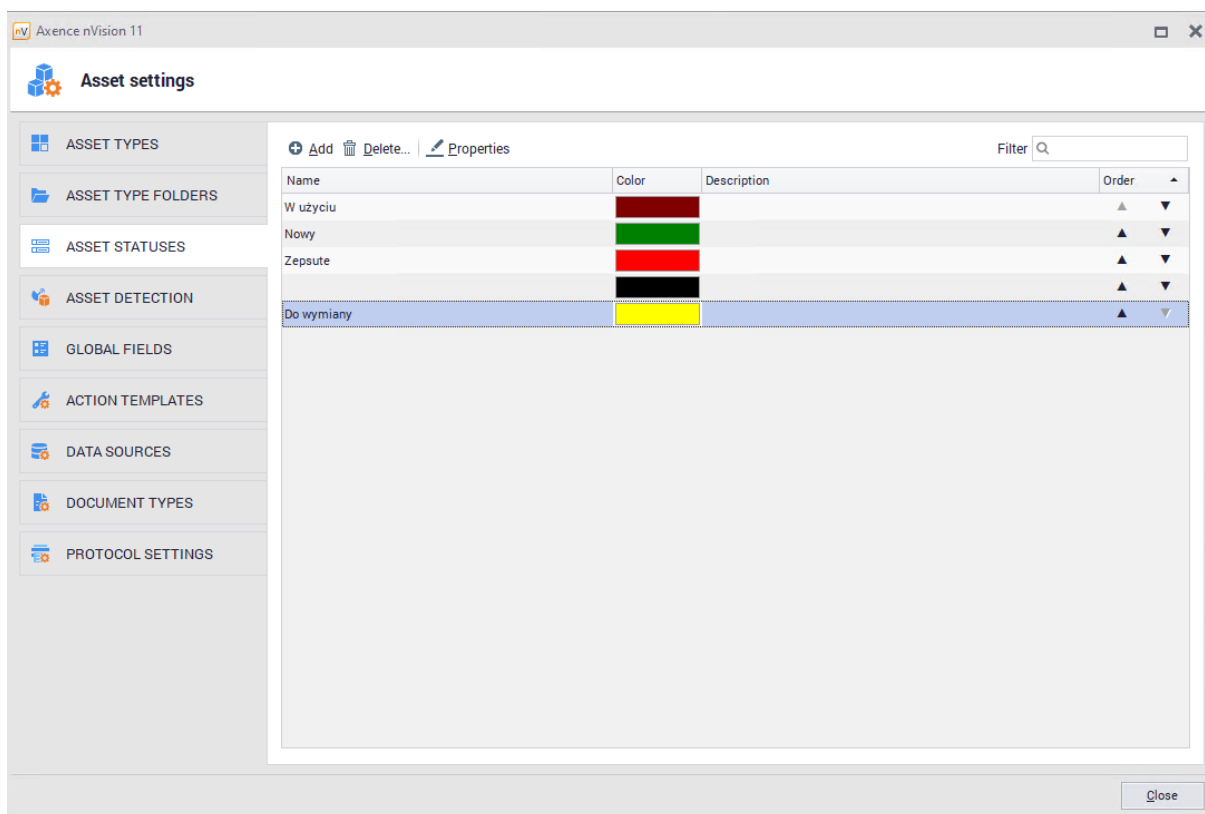 nV Axence nVision 11
Asset settings
ASSET TYPES
ASSET TYPE FOLDERS
ASSET STATUSES
ASSET DETECTION
GLOBAL FIELDS
ACTION TEMPLATES
DATA SOURCES
DOCUMENT TYPES
PROTOCOL SETTINGS
Add Delete... Properties Filter
Name Color Description Order
W użyciu
Nowy
Zepsute
Do wymiany
Close